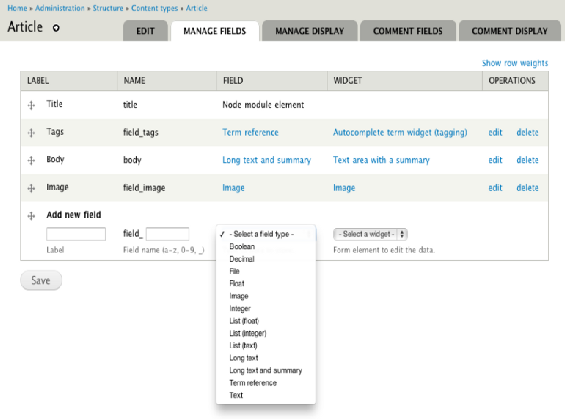 Home » Administration » Structure » Content types » Article
Article
EDIT MANAGE FIELDS MANAGE DISPLAY COMMENT FIELDS COMMENT DISPLAY
Show row weights
LABEL NAME FIELD WIDGET OPERATIONS
Title title Node module element
Tags field_tags Term reference Autocomplete term widget (tagging) edit delete
Body body Long text and summary Text area with a summary edit delete
Image field_image Image Image edit delete
Add new field
field_ - Select a field type - - Select a widget -
Label Field name (a-z, 0-9, _) Form element to edit the data.
Boolean
Decimal
File
Float
Image
Integer
List (float)
List (integer)
List (text)
Long text
Long text and summary
Term reference
Text
Save